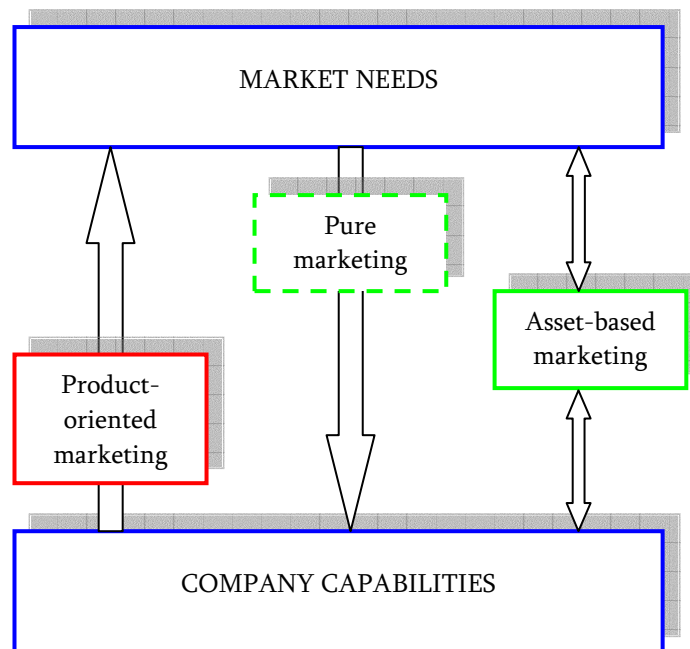 MARKET NEEDS
Pure
marketing
Asset-based
marketing
Product-
oriented
marketing
COMPANY CAPABILITIES